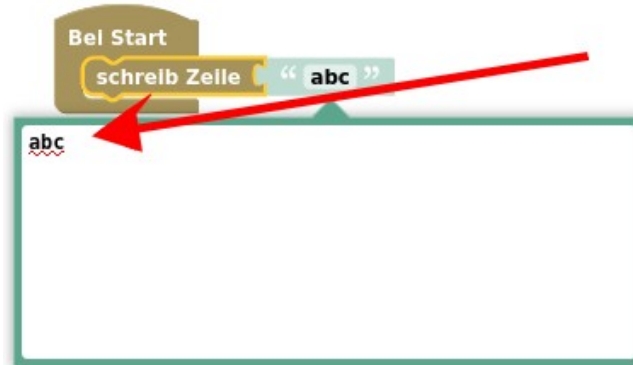 Bei Start
schreib Zeile “ abc ”
abc